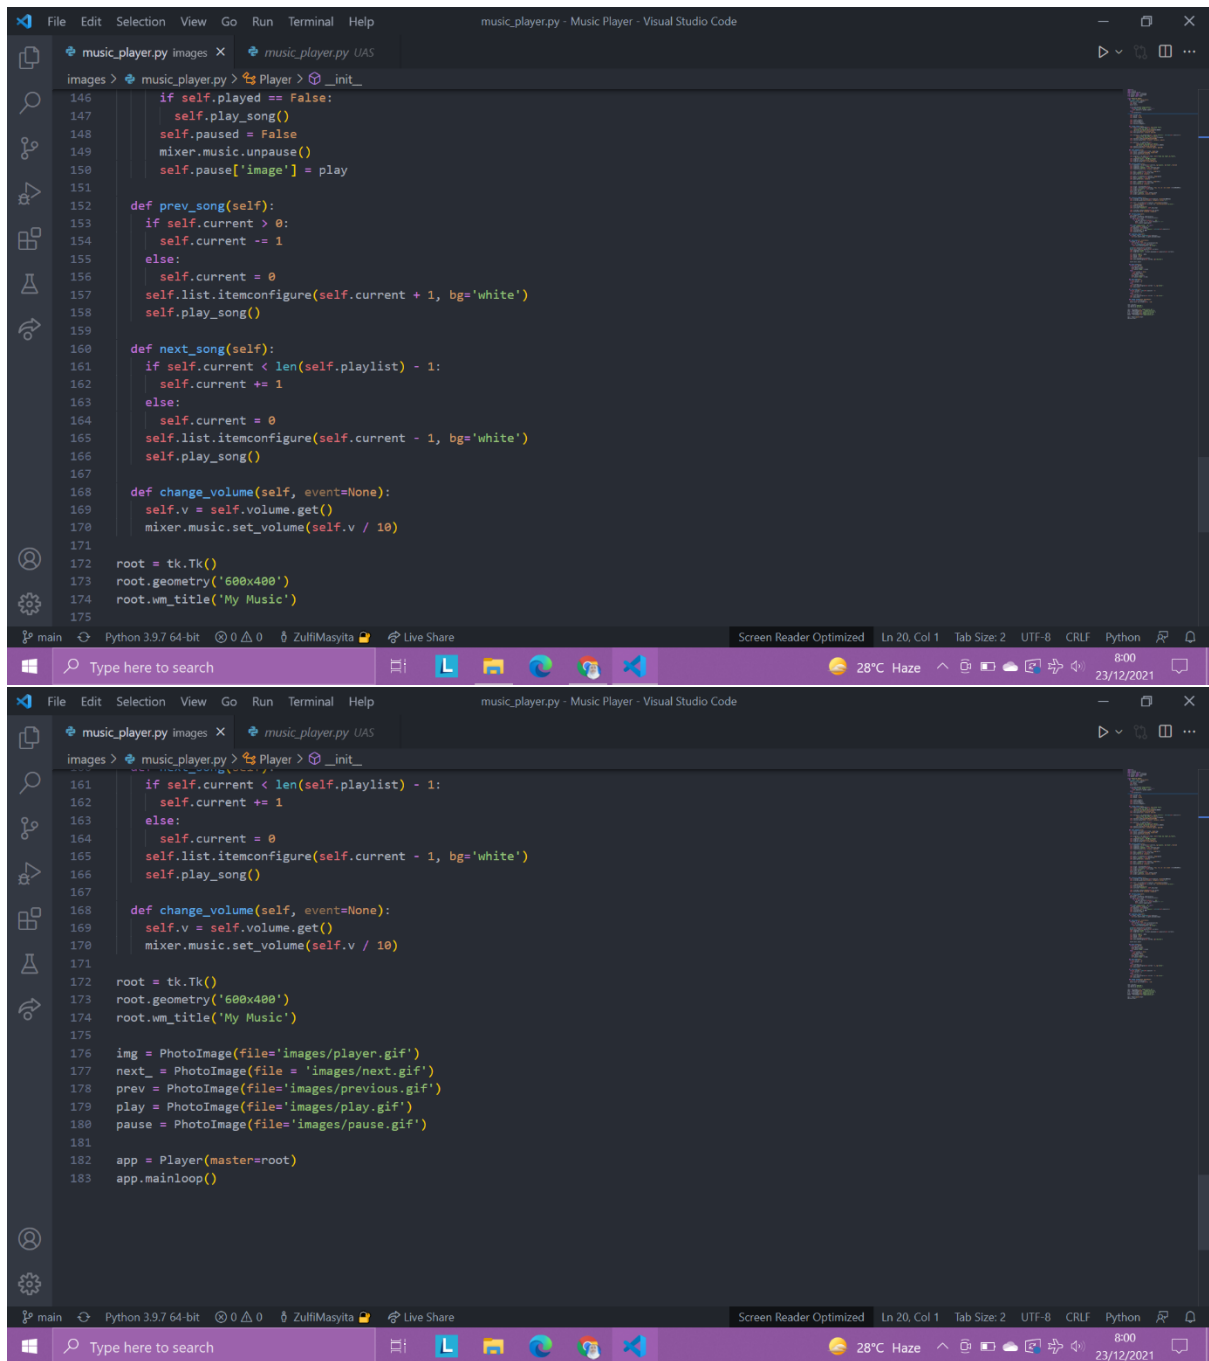 File Edit Selection View Go Run Terminal Help music_player.py - Music Player - Visual Studio Code
music_player.py images music_player.py UAS
images > music_player.py > Player > __init__
146 if self.played == False:
147 self.play_song()
148 self.paused = False
149 mixer.music.unpause()
150 self.pause['image'] = play
151
152 def prev_song(self):
153 if self.current > 0:
154 self.current -= 1
155 else:
156 self.current = 0
157 self.list.itemconfigure(self.current + 1, bg='white')
158 self.play_song()
159
160 def next_song(self):
161 if self.current < len(self.playlist) - 1:
162 self.current += 1
163 else:
164 self.current = 0
165 self.list.itemconfigure(self.current - 1, bg='white')
166 self.play_song()
167
168 def change_volume(self, event=None):
169 self.v = self.volume.get()
170 mixer.music.set_volume(self.v / 10)
171
172 root = tk.Tk()
173 root.geometry('600x400')
174 root.wm_title('My Music')
175
main Python 3.9.7 64-bit 0 0 ZulfiMasyita Live Share Screen Reader Optimized Ln 20, Col 1 Tab Size: 2 UTF-8 CRLF Python
Type here to search L 28°C Haze 8:00
23/12/2021
File Edit Selection View Go Run Terminal Help music_player.py - Music Player - Visual Studio Code
music_player.py images music_player.py UAS
images > music_player.py > Player > __init__
161 if self.current < len(self.playlist) - 1:
162 self.current += 1
163 else:
164 self.current = 0
165 self.list.itemconfigure(self.current - 1, bg='white')
166 self.play_song()
167
168 def change_volume(self, event=None):
169 self.v = self.volume.get()
170 mixer.music.set_volume(self.v / 10)
171
172 root = tk.Tk()
173 root.geometry('600x400')
174 root.wm_title('My Music')
175
176 img = PhotoImage(file='images/player.gif')
177 next_ = PhotoImage(file = 'images/next.gif')
178 prev = PhotoImage(file='images/previous.gif')
179 play = PhotoImage(file='images/play.gif')
180 pause = PhotoImage(file='images/pause.gif')
181
182 app = Player(master=root)
183 app.mainloop()
main Python 3.9.7 64-bit 0 0 ZulfiMasyita Live Share Screen Reader Optimized Ln 20, Col 1 Tab Size: 2 UTF-8 CRLF Python
Type here to search L 28°C Haze 8:00
23/12/2021